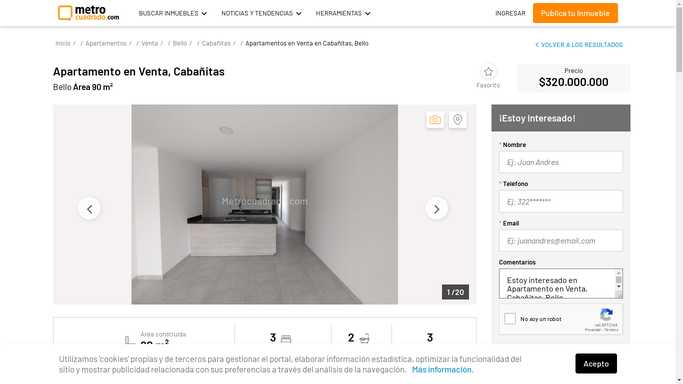 metro
cuadrado.com
BUSCAR INMUEBLES
NOTICIAS Y TENDENCIAS
HERRAMIENTAS
INGRESAR
Publica tu Inmueble
Inicio / / Apartamentos / / Venta / / Bello / / Cabañitas / / Apartamentos en Venta en Cabañitas, Bello
VOLVER A LOS RESULTADOS
Apartamento en Venta, Cabañitas
Bello Area 90 m²
Favorito
Precio
$320.000.000
Metrocuadrado.com
1 / 20
¡Estoy Interesado!
* Nombre
Ej: Juan Andres
* Teléfono
Ej: 322*******
* Email
Ej: juanandres@email.com
Comentarios
Estoy interesado en
Apartamento en Venta,
Cabañitas, Bello
No soy un robot
reCAPTCHA
Privacidad - Términos
Área construida
90 m²
3
2
3
Utilizamos 'cookies' propias y de terceros para gestionar el portal, elaborar información estadística, optimizar la funcionalidad del
sitio y mostrar publicidad relacionada con sus preferencias a través del análisis de la navegación. Más información.
Acepto